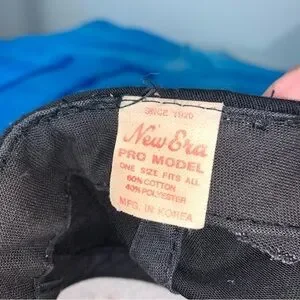 SINCE 1920
New Era
PRO MODEL
ONE SIZE FITS ALL
60% COTTON
40% POLYESTER
MFG. IN KOREA